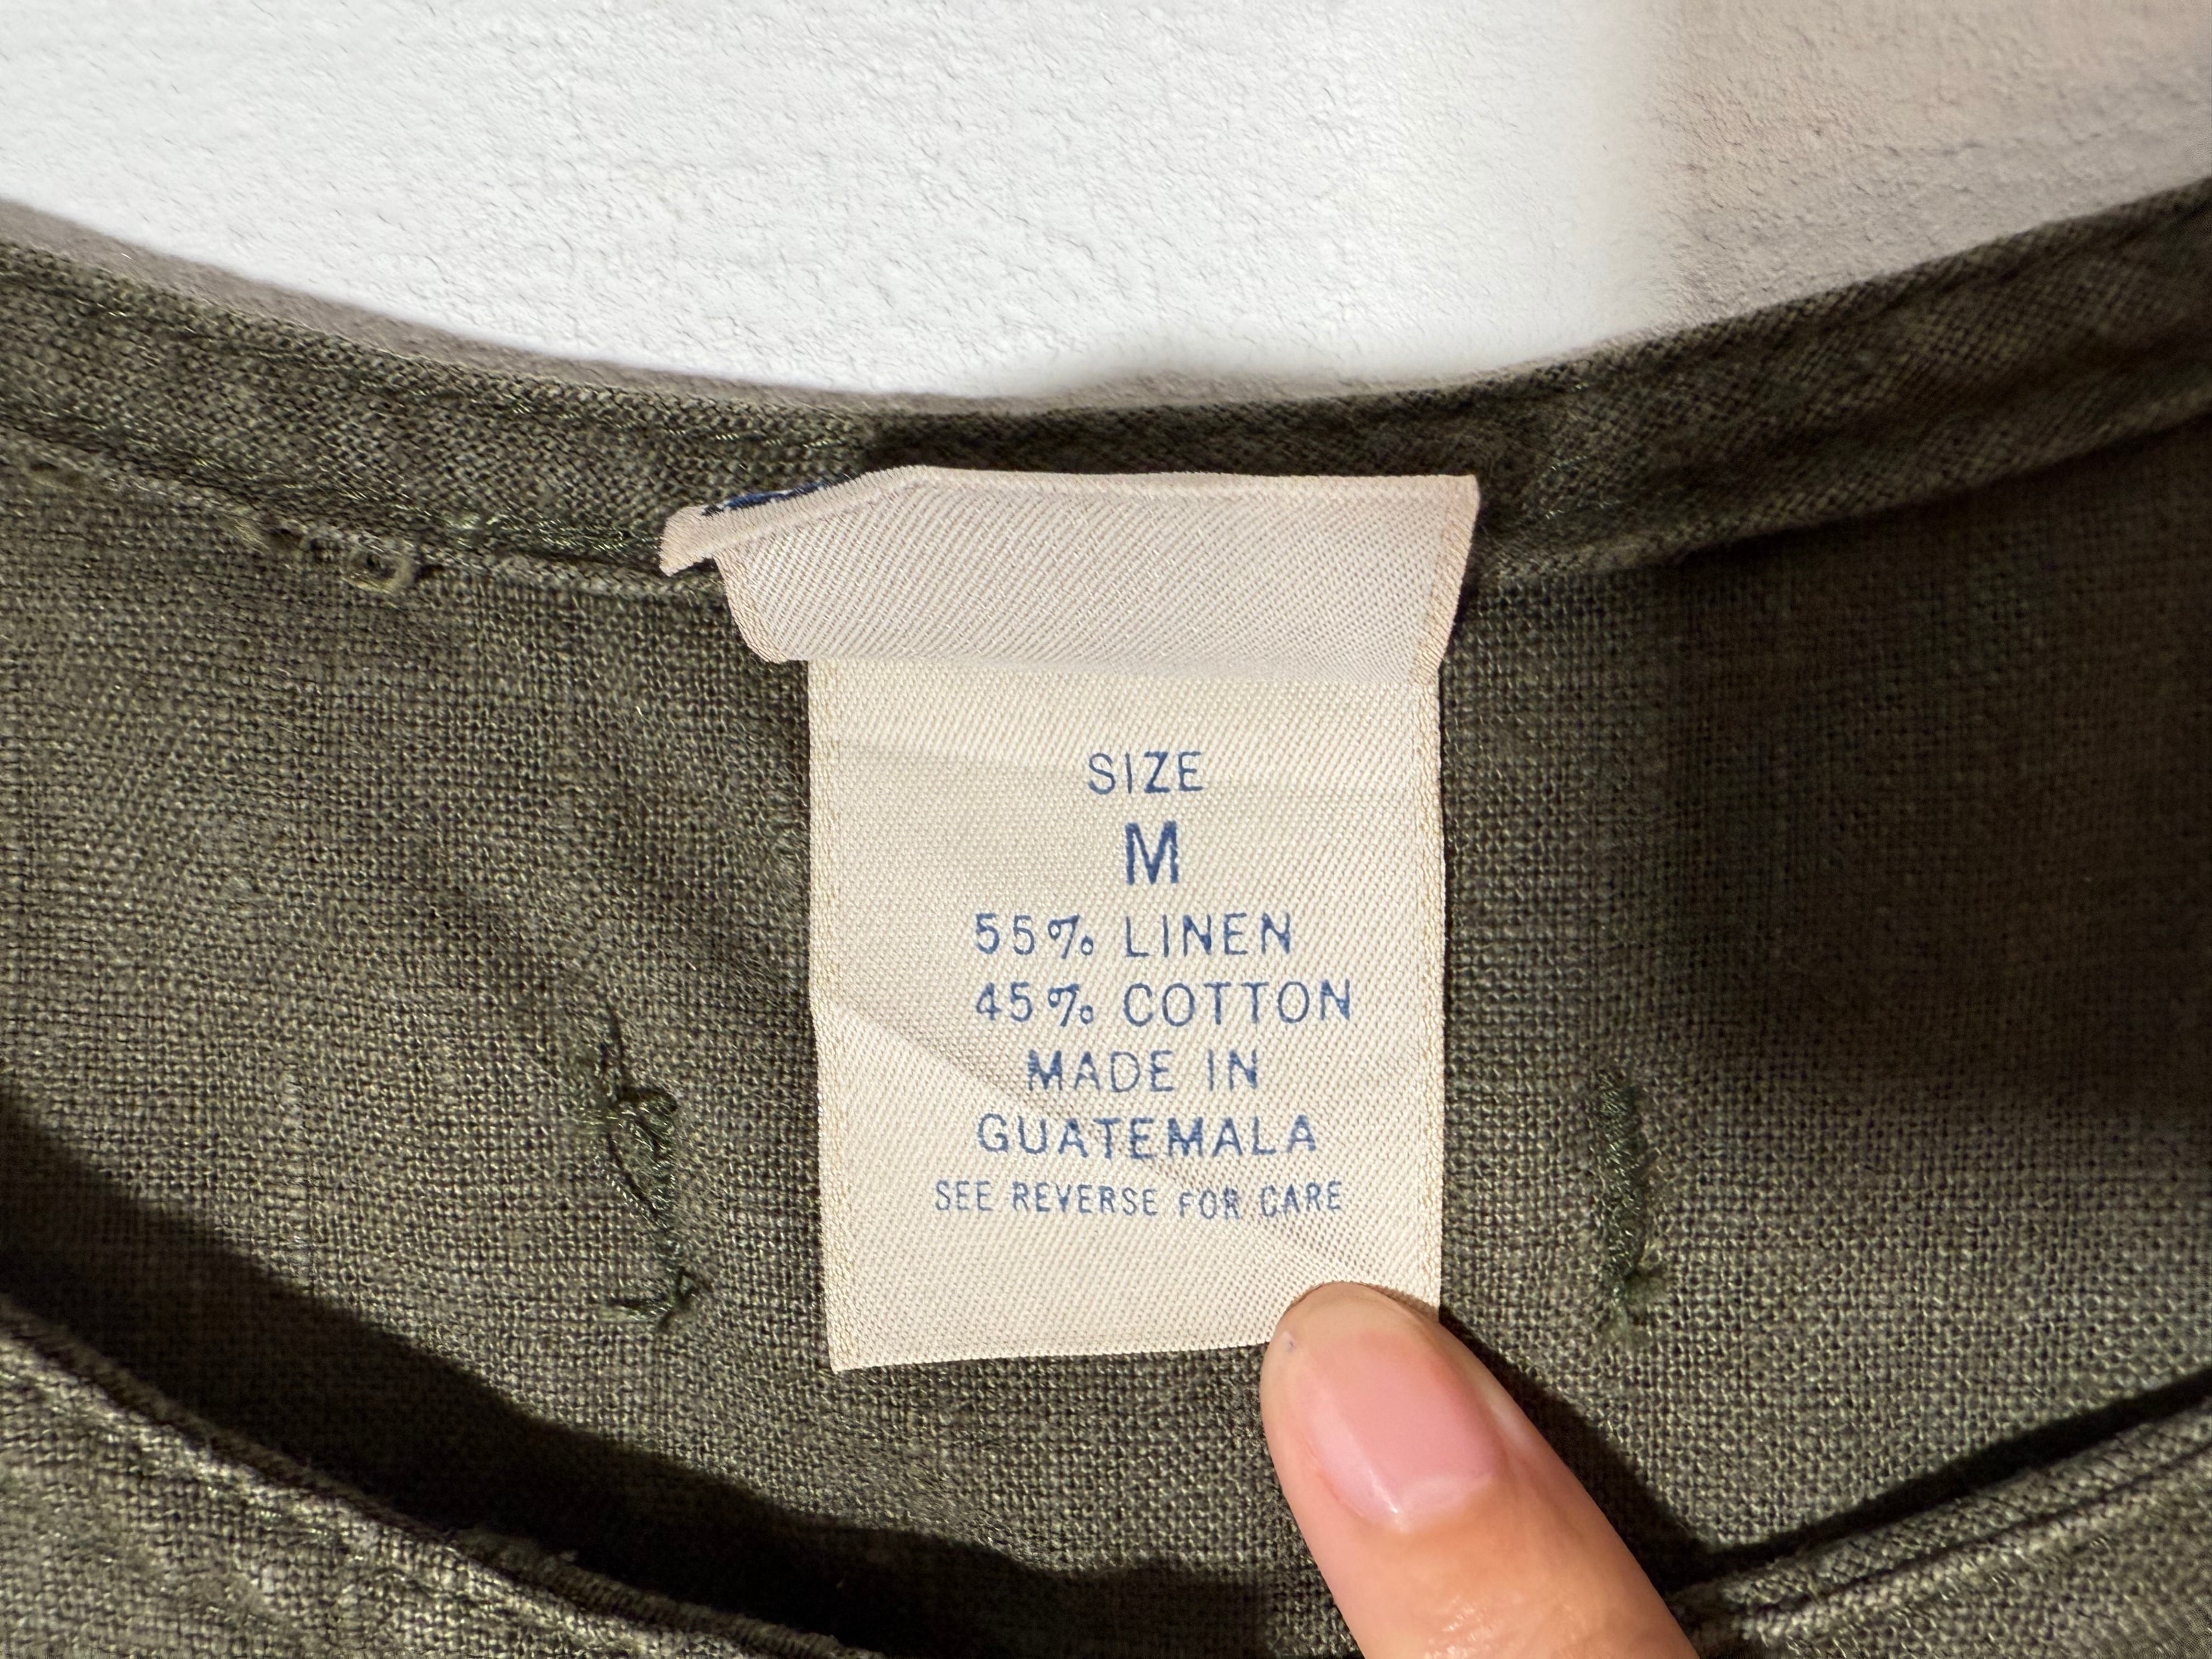 SIZE
M
55% LINEN
45% COTTON
MADE IN
GUATEMALA
SEE REVERSE FOR CARE